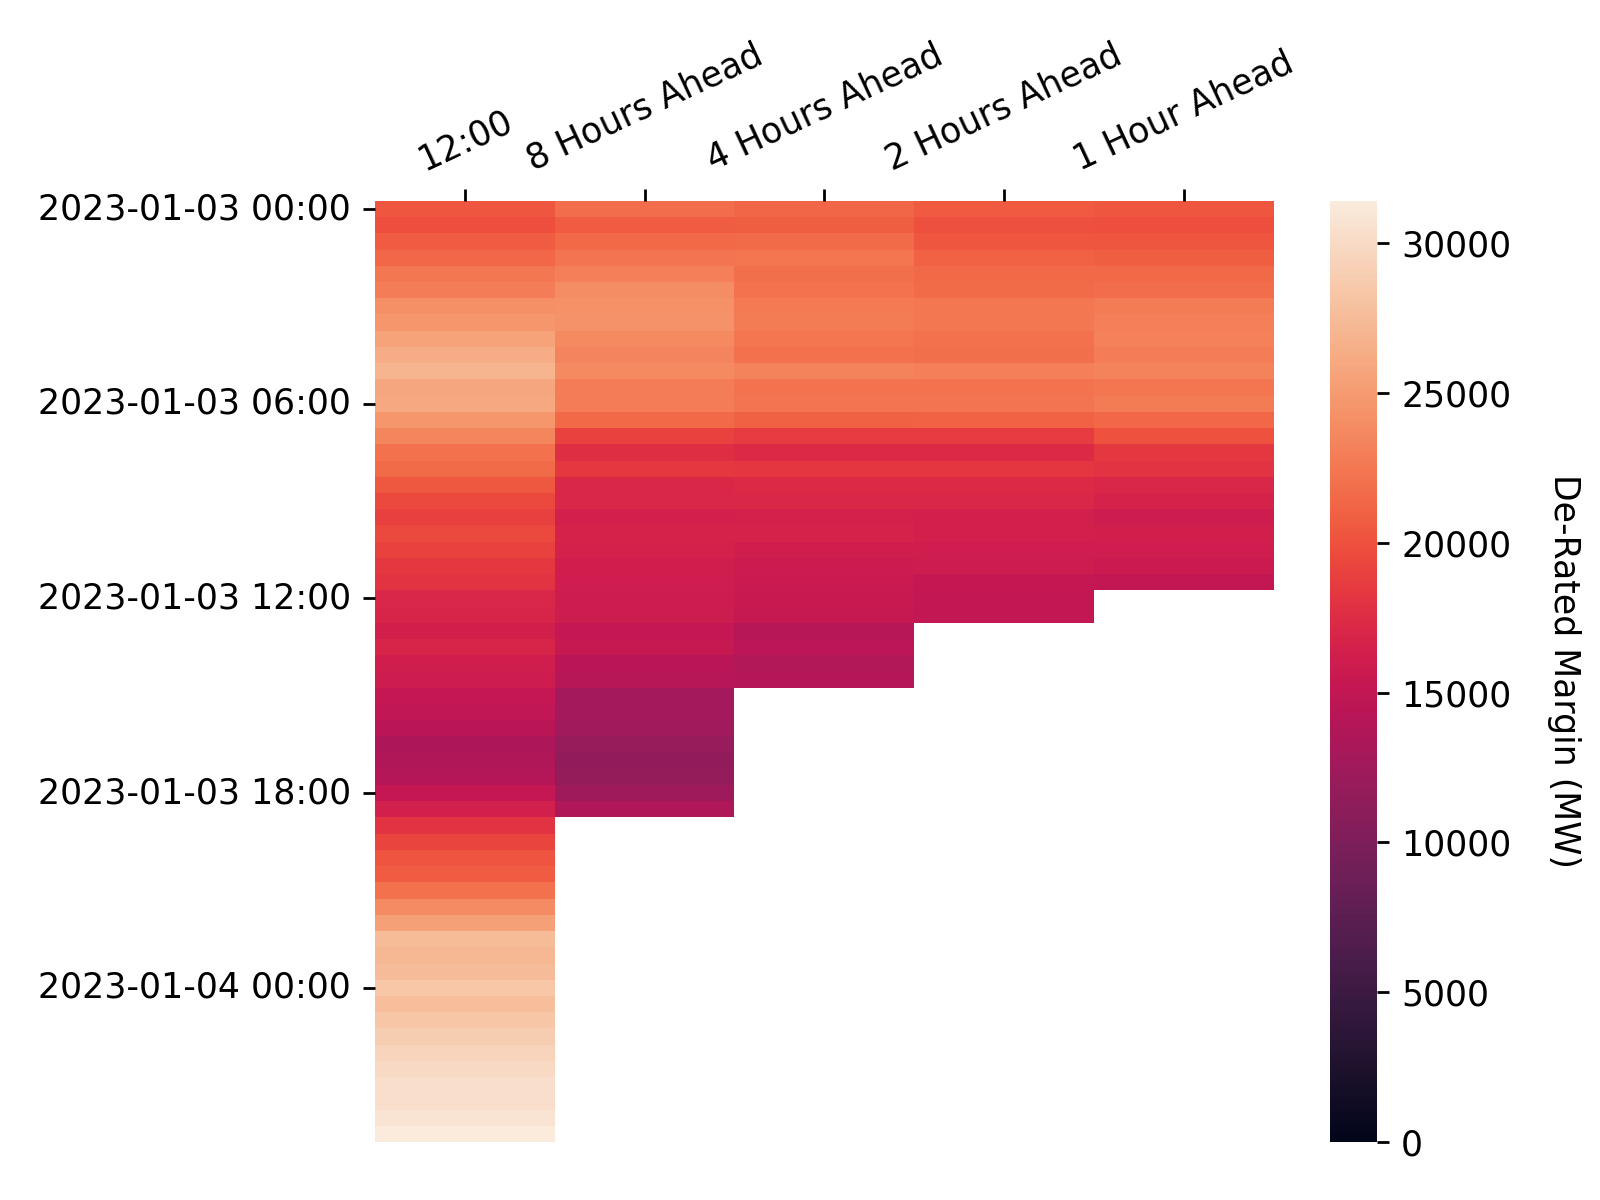 12:00
8 Hours Ahead
4 Hours Ahead
2 Hours Ahead
1 Hour Ahead
2023-01-03 00:00
2023-01-03 06:00
2023-01-03 12:00
2023-01-03 18:00
2023-01-04 00:00
30000
25000
20000
15000
10000
5000
0
De-Rated Margin (MW)